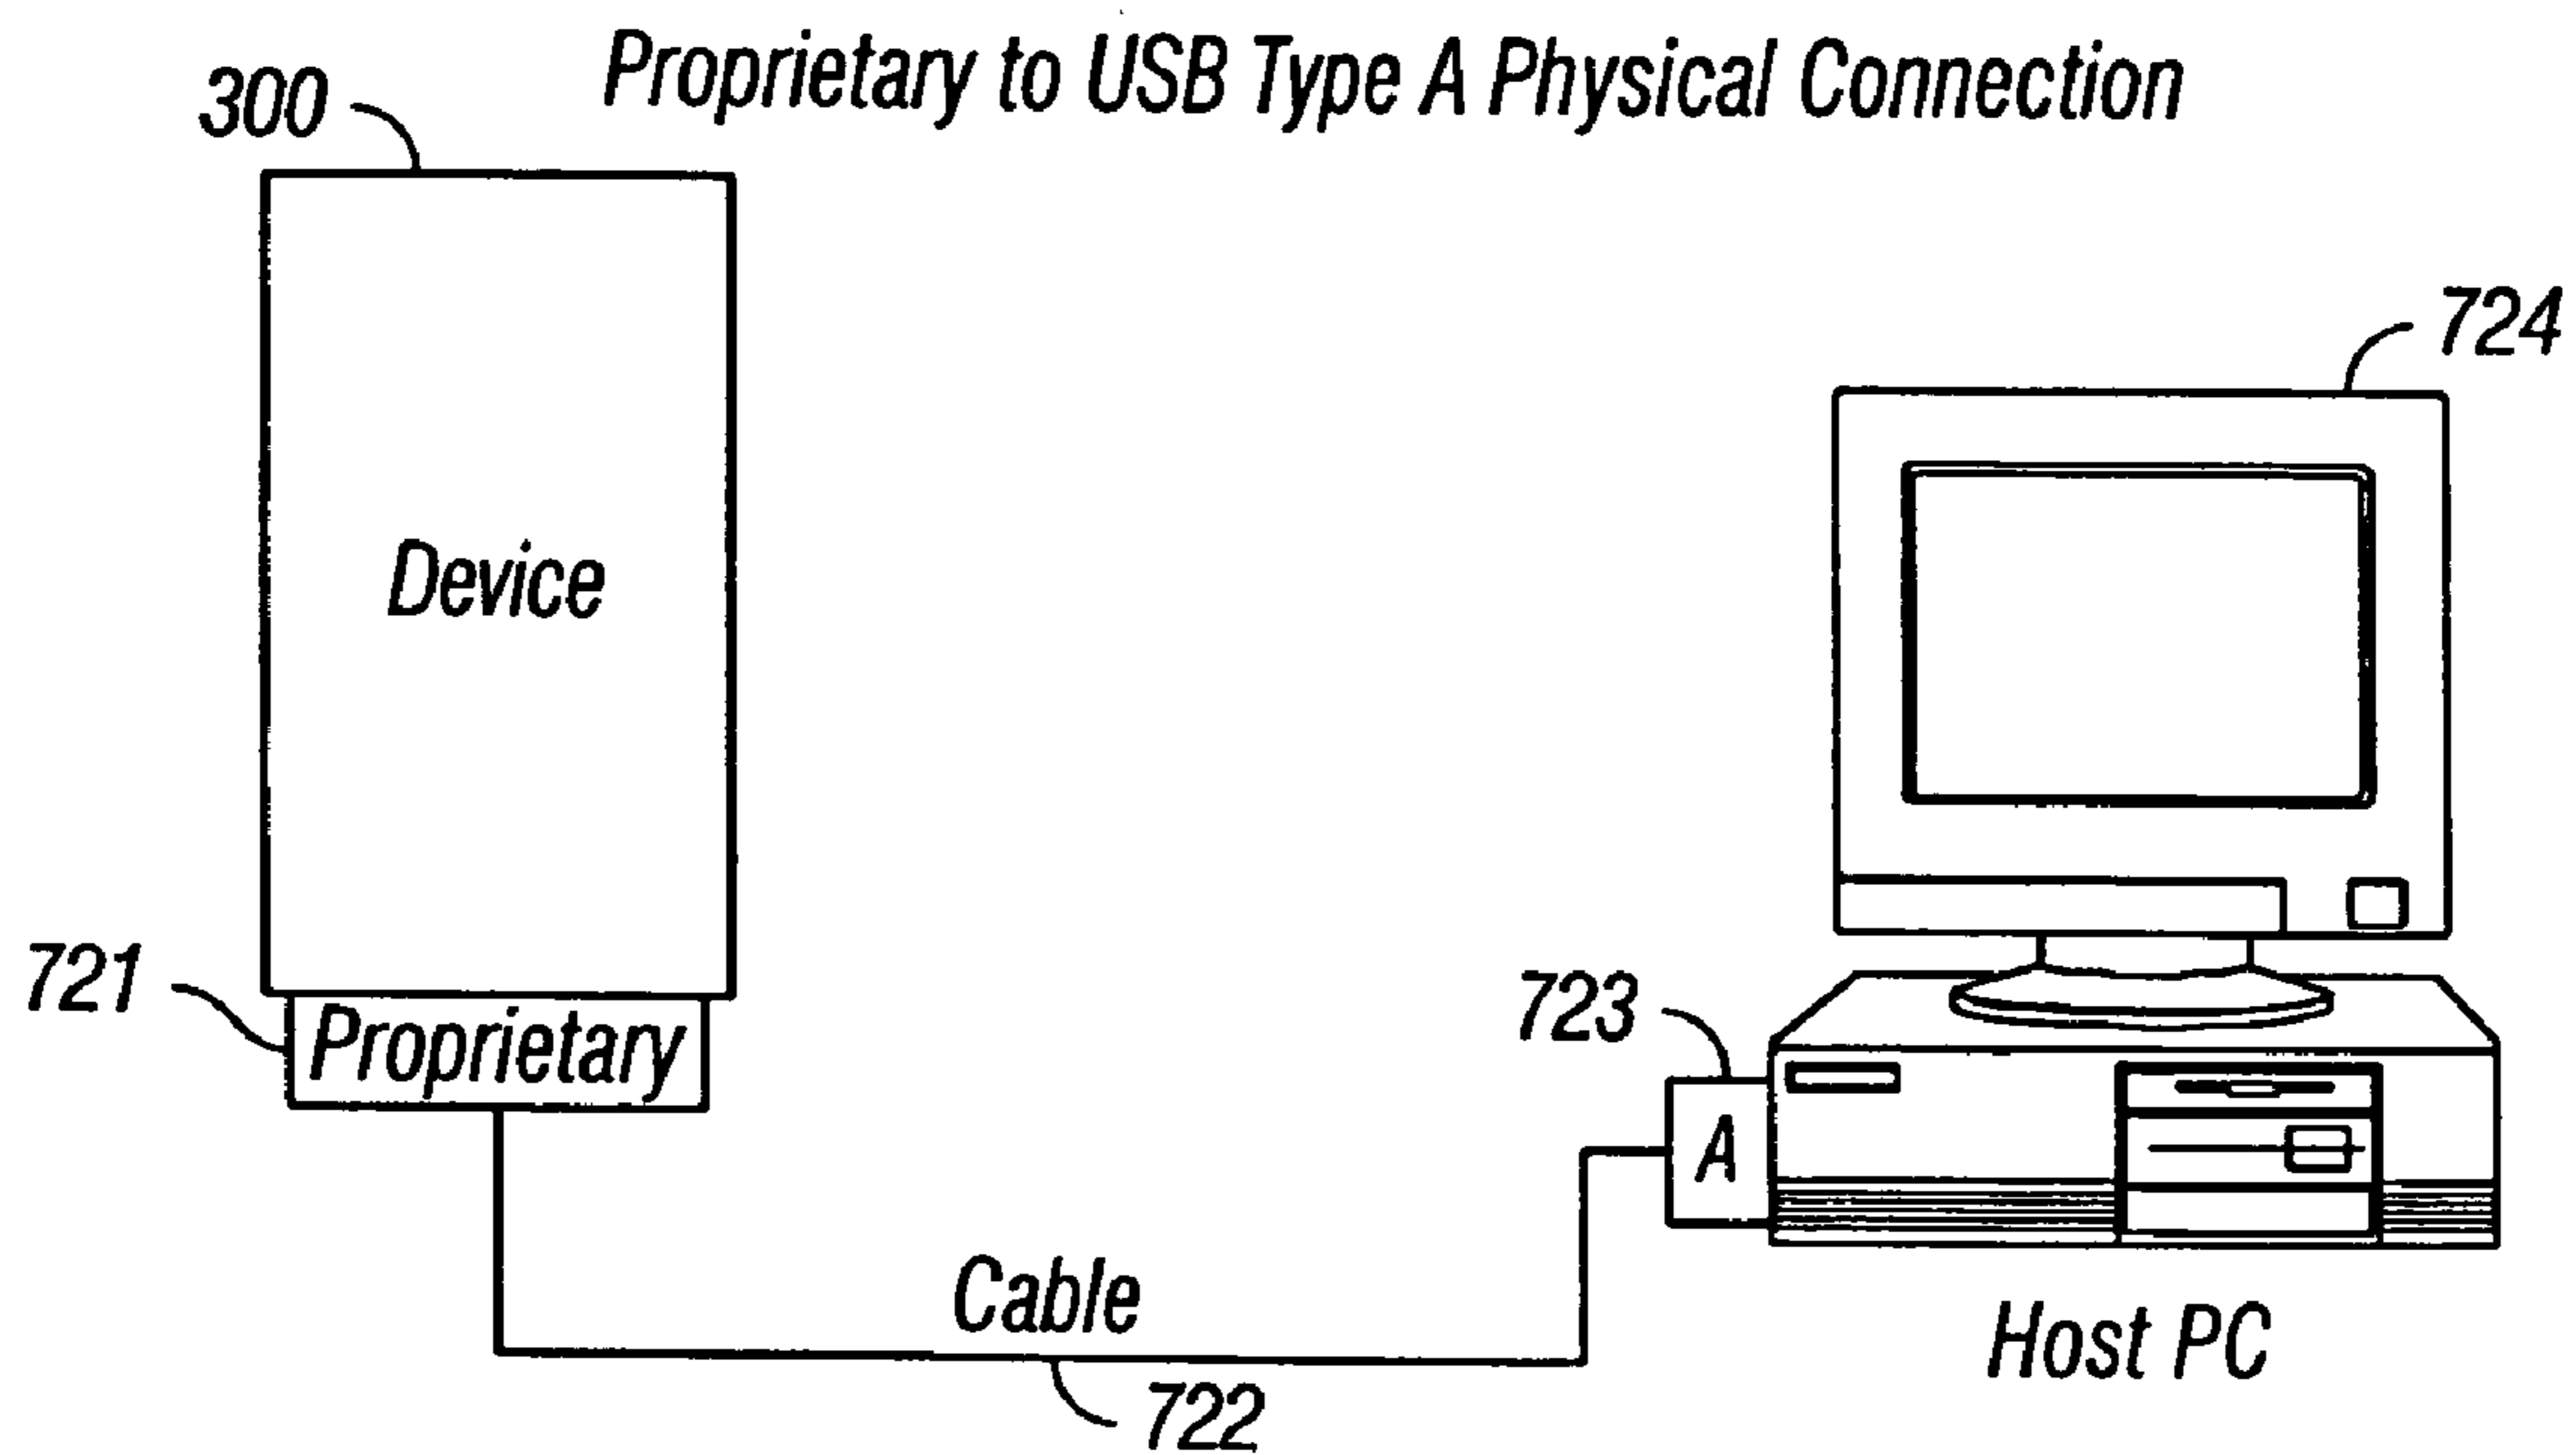 Proprietary to USB Type A Physical Connection
300
724
Device
721
Proprietary
723
A
Cable
722
Host PC